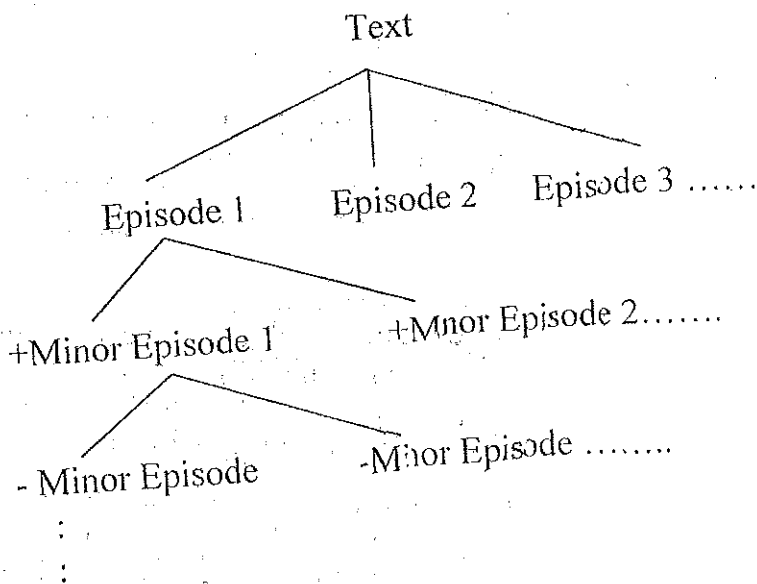 Text
Episode 1 Episode 2 Episode 3 ......
+Minor Episode 1 +Mnor Episode 2.......
- Minor Episode -Minor Episode ........